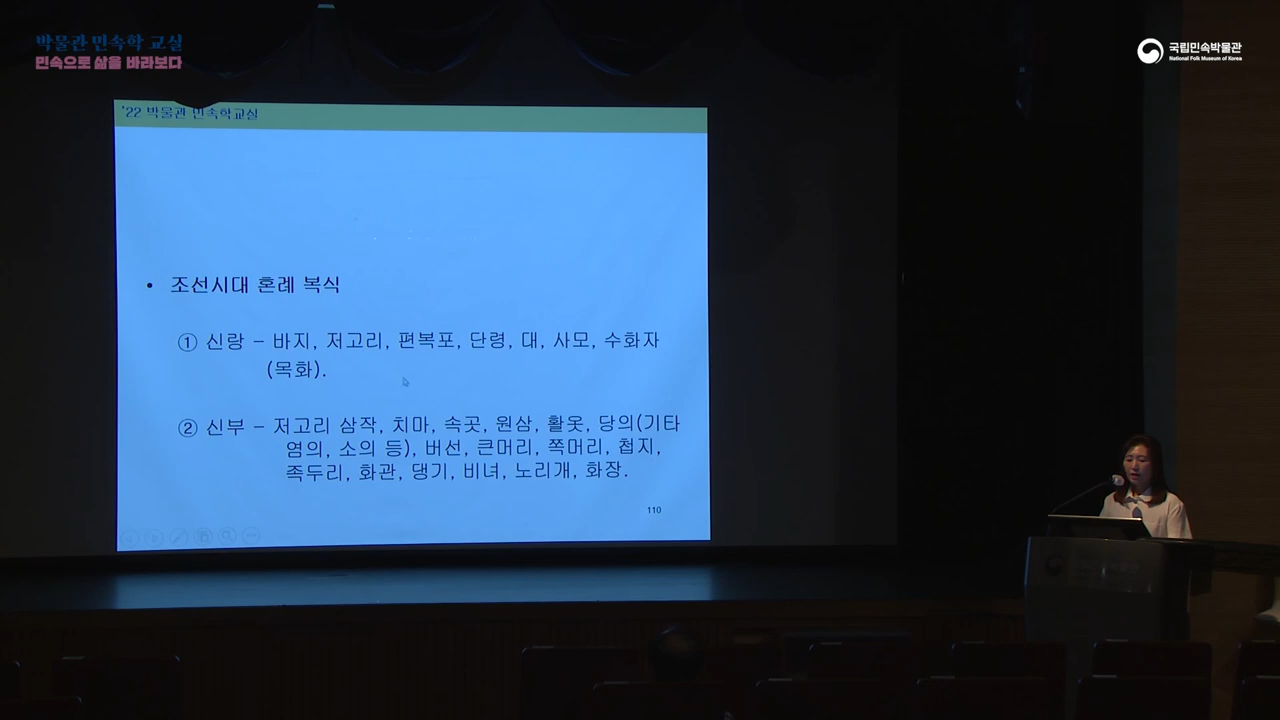 박물관 민속학 교실
민속으로 삶을 바라보다
국립민속박물관
National Folk Museum of Korea
'22 박물관 민속학교실
• 조선시대 혼례 복식
① 신랑 – 바지, 저고리, 편복포, 단령, 대, 사모, 수화자
(목화).
② 신부 – 저고리 삼작, 치마, 속곳, 원삼, 활옷, 당의(기타
염의, 소의 등), 버선, 큰머리, 쪽머리, 첩지,
족두리, 화관, 댕기, 비녀, 노리개, 화장.
110